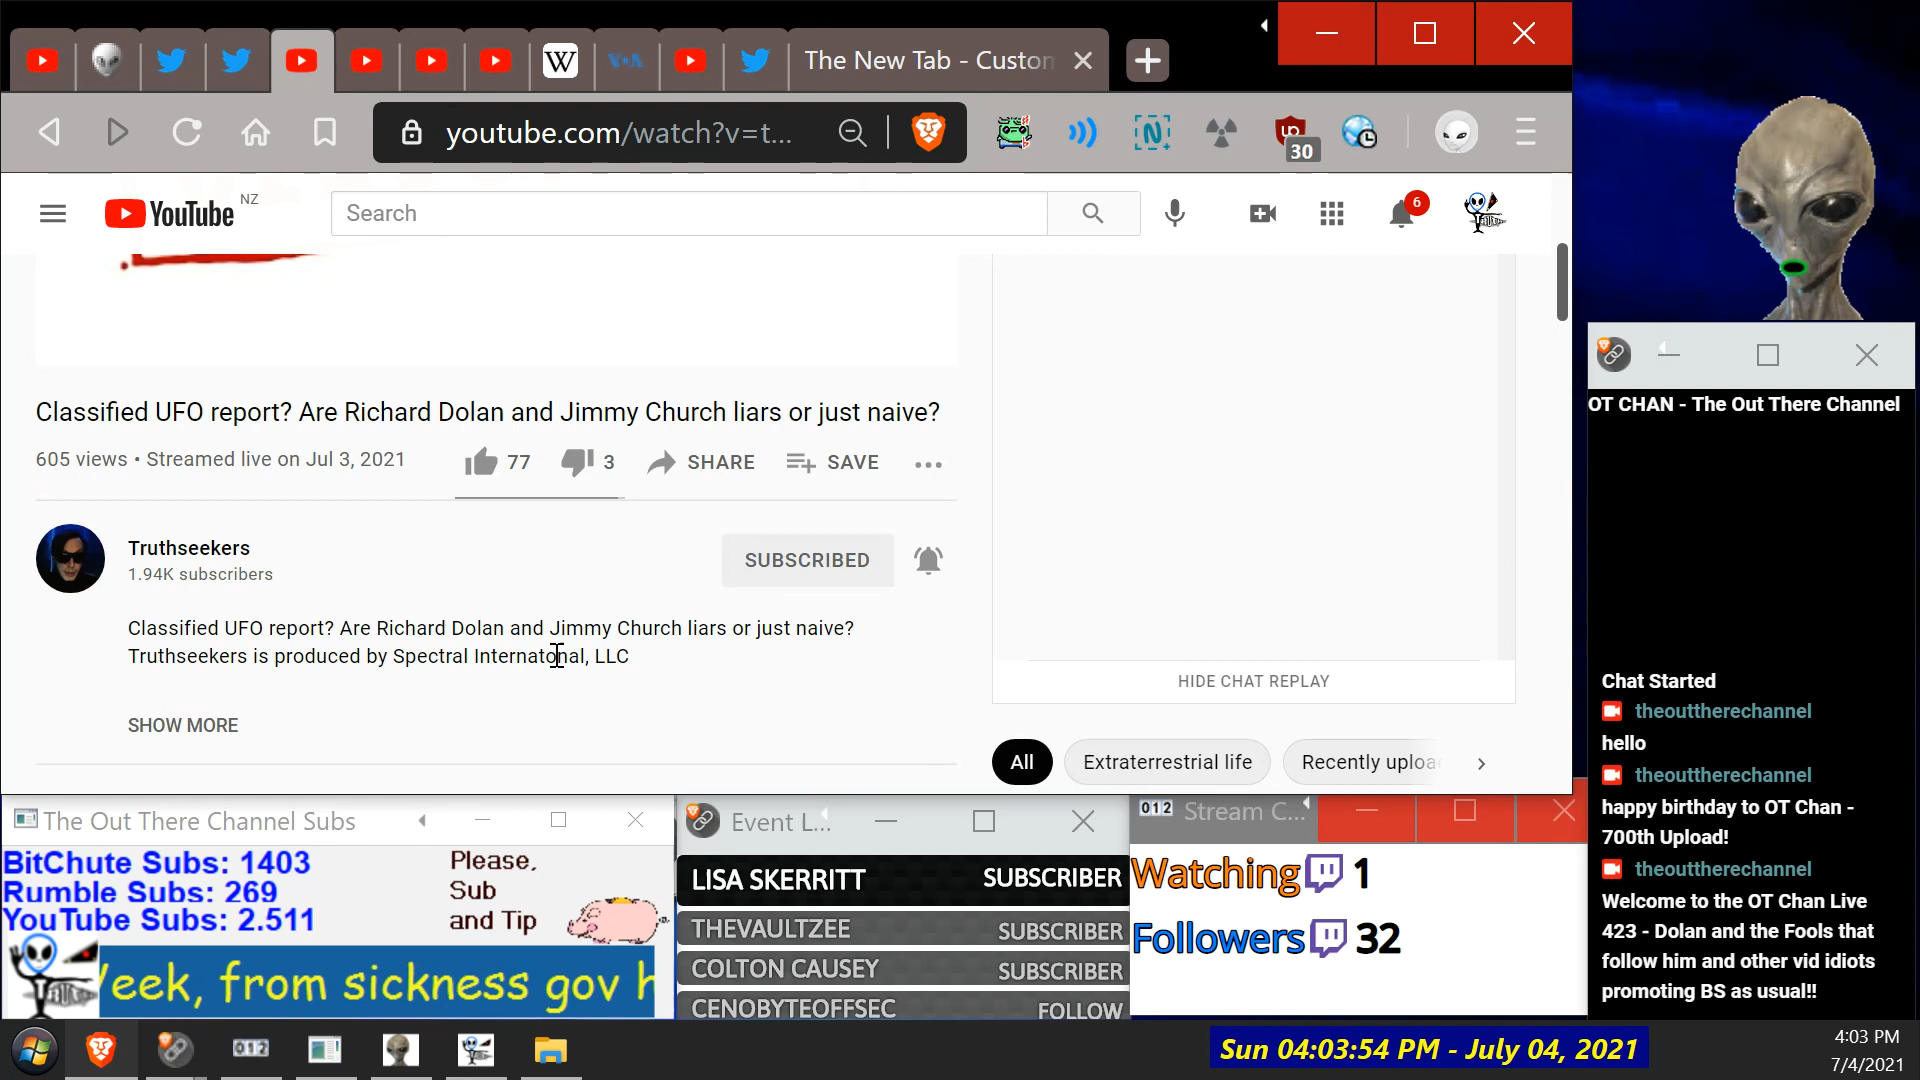 W
VOA
The New Tab - Custon
youtube.com/watch?v=t...
30
YouTube NZ
Search
6
Classified UFO report? Are Richard Dolan and Jimmy Church liars or just naive?
605 views • Streamed live on Jul 3, 2021
77
3
SHARE
SAVE
Truthseekers
1.94K subscribers
SUBSCRIBED
Classified UFO report? Are Richard Dolan and Jimmy Church liars or just naive?
Truthseekers is produced by Spectral Internatonal, LLC
SHOW MORE
HIDE CHAT REPLAY
All
Extraterrestrial life
Recently uploa
OT CHAN - The Out There Channel
Chat Started
theouttherechannel
hello
theouttherechannel
happy birthday to OT Chan -
700th Upload!
theouttherechannel
Welcome to the OT Chan Live
423 - Dolan and the Fools that
follow him and other vid idiots
promoting BS as usual!!
The Out There Channel Subs
BitChute Subs: 1403
Rumble Subs: 269
YouTube Subs: 2.511
Please,
Sub
and Tip
eek, from sickness gov h
Event L...
LISA SKERRITT SUBSCRIBER
THEVAULTZEE SUBSCRIBER
COLTON CAUSEY SUBSCRIBER
CENOBYTEOFFSEC FOLLOW
012
Stream C...
Watching 1
Followers 32
012
Sun 04:03:54 PM - July 04, 2021
4:03 PM
7/4/2021